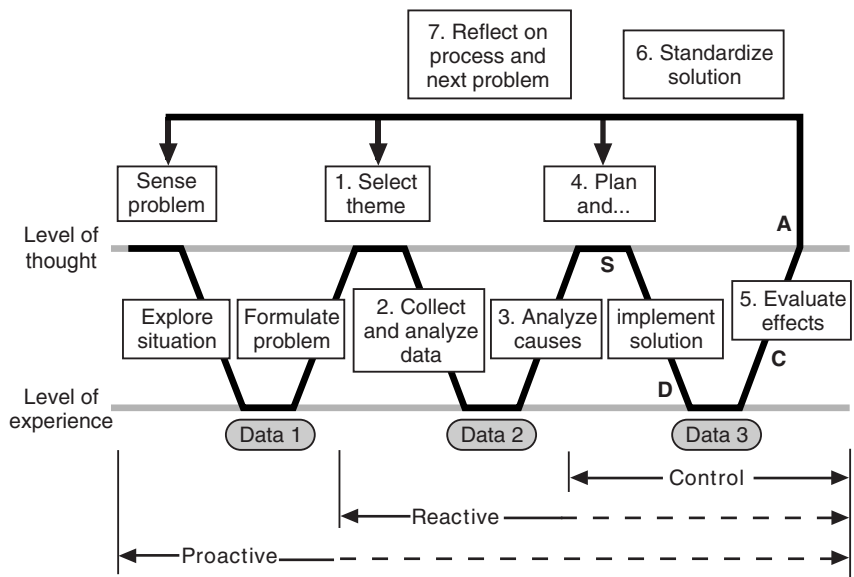 7. Reflect on
process and
next problem
6. Standardize
solution
Sense
problem
1. Select
theme
4. Plan
and...
A
Level of
thought
S
Explore
situation
Formulate
problem
2. Collect
and analyze
data
3. Analyze
causes
implement
solution
5. Evaluate
effects
C
D
Level of
experience
Data 1
Data 2
Data 3
Control
Reactive
Proactive